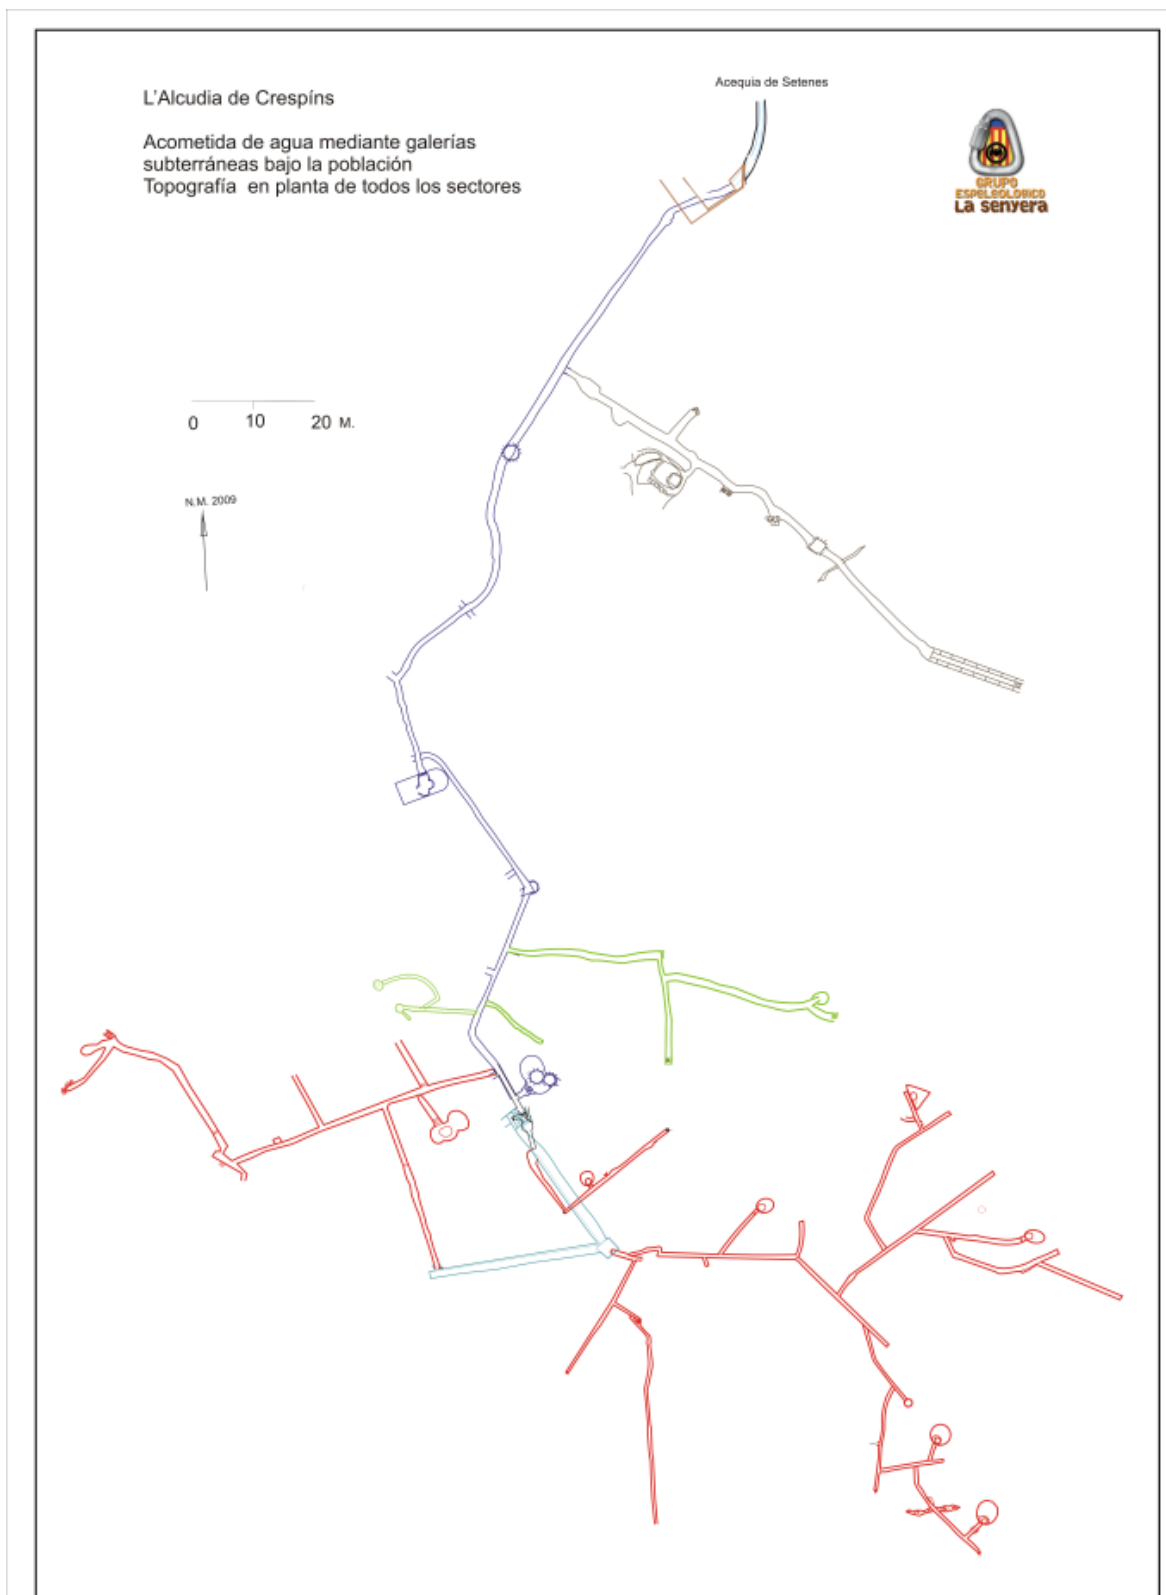 Acequia de Setenes
L'Alcudia de Crespíns
Acometida de agua mediante galerías
subterráneas bajo la población
Topografía en planta de todos los sectores
GRUPO
ESPELEOLOGICO
La senyera
0 10 20 M.
N.M. 2009